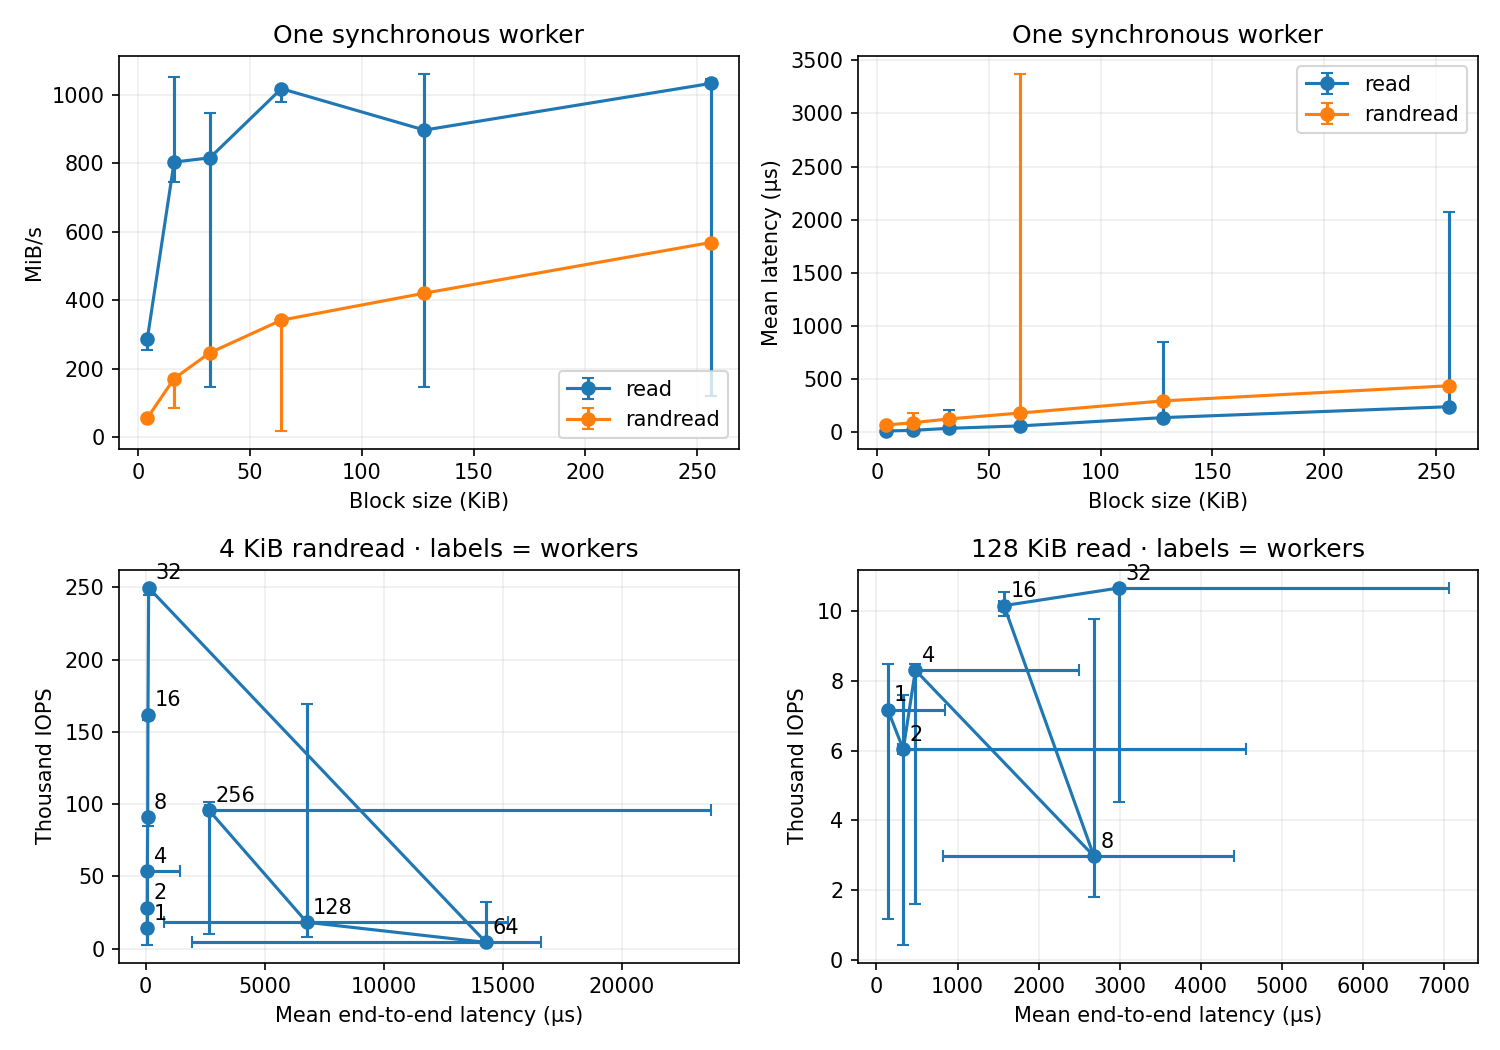 One synchronous worker
1000
800
600
400
200
0
MiB/s
read
randread
0 50 100 150 200 250
Block size (KiB)
One synchronous worker
3500
3000
2500
2000
1500
1000
500
0
Mean latency (µs)
read
randread
0 50 100 150 200 250
Block size (KiB)
4 KiB randread · labels = workers
250
200
150
100
50
0
Thousand IOPS
32
16
8
256
4
2
1
128
64
0 5000 10000 15000 20000
Mean end-to-end latency (µs)
128 KiB read · labels = workers
10
8
6
4
2
0
Thousand IOPS
32
16
4
1
2
8
0 1000 2000 3000 4000 5000 6000 7000
Mean end-to-end latency (µs)